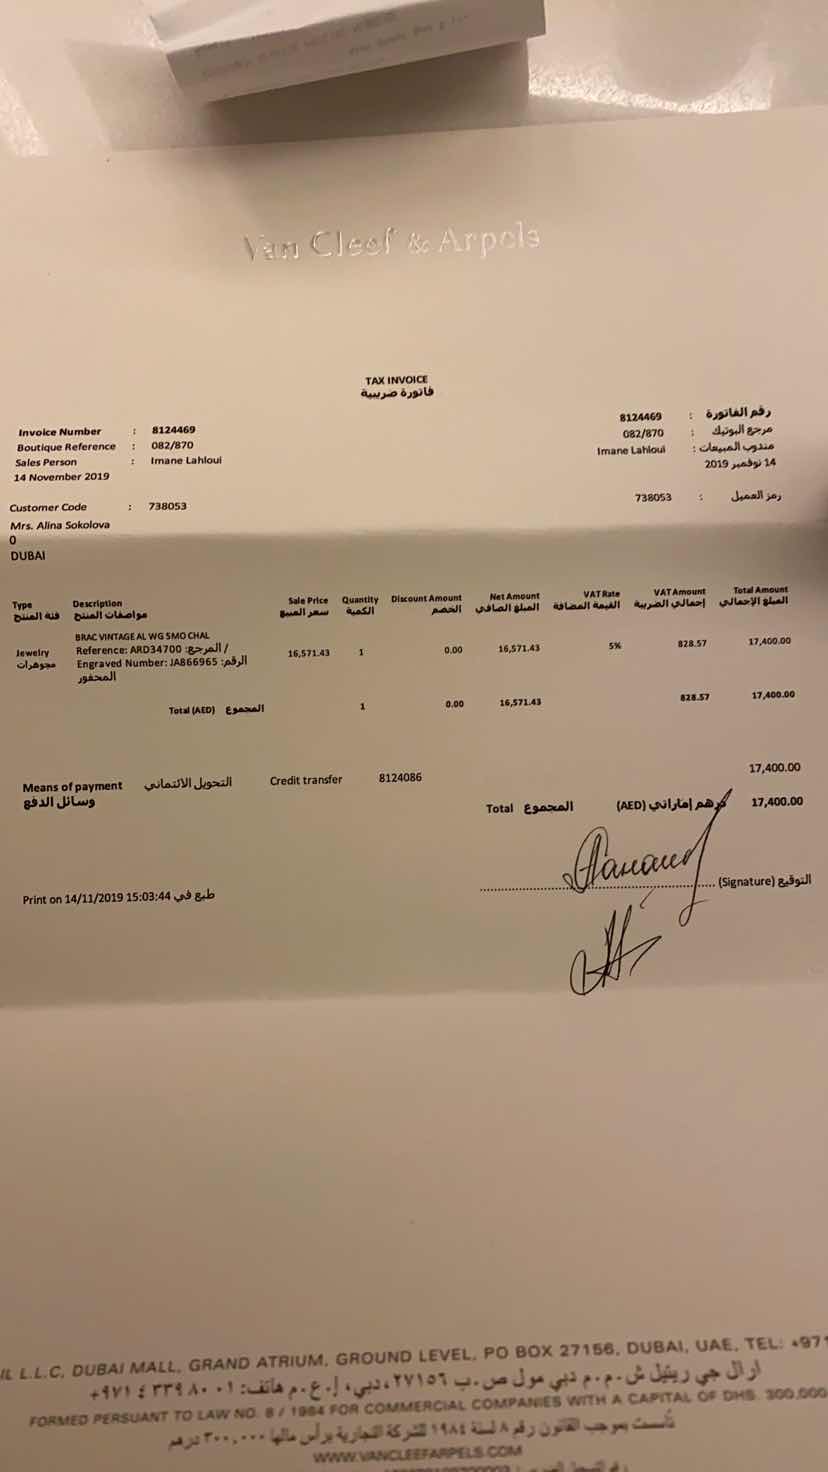 Van Cleef & Arpels
TAX INVOICE
فاتورة ضريبية
Invoice Number : 8124469
8124469 : رقم الفاتورة
Boutique Reference : 082/870
082/870 : مرجع البوتيك
Sales Person : Imane Lahloui
Imane Lahloui : مندوب المبيعات
14 November 2019
14 نوفمبر 2019
Customer Code : 738053
738053 : رمز العميل
Mrs. Alina Sokolova
0
DUBAI
Type Description Sale Price Quantity Discount Amount Net Amount VAT Rate VAT Amount Total Amount
فئة المنتج مواصفات المنتج سعر المبيع الكمية الخصم المبلغ الصافي القيمة المضافة إجمالي الضريبة المبلغ الإجمالي
BRAC VINTAGE AL WG 5MO CHAL
Jewelry Reference: ARD34700 :المرجع / 16,571.43 1 0.00 16,571.43 5% 828.57 17,400.00
مجوهرات Engraved Number: JA866965 :الرقم
المحفور
Total (AED) المجموع 1 0.00 16,571.43 828.57 17,400.00
Means of payment التحويل الائتماني Credit transfer 8124086 17,400.00
وسائل الدفع
Total المجموع (AED) درهم إماراتي 17,400.00
(Signature) التوقيع
Print on 14/11/2019 15:03:44 طبع في
L.L.C, DUBAI MALL, GRAND ATRIUM, GROUND LEVEL, PO BOX 27156, DUBAI, UAE, TEL: +971
ار ال جي ريتيل ش.م.م دبي مول ص.ب ٢٧١٥٦، دبي، إ.ع.م هاتف: ٠١ ٨٠ ٣٣٩ ٤ ٩٧١+
FORMED PERSUANT TO LAW NO. 8 / 1984 FOR COMMERCIAL COMPANIES WITH A CAPITAL OF DHS. 300,000
تأسست بموجب القانون رقم ٨ لسنة ١٩٨٤ للشركة التجارية برأس مالها ٣٠٠,٠٠٠ درهم
WWW.VANCLEEFARPELS.COM